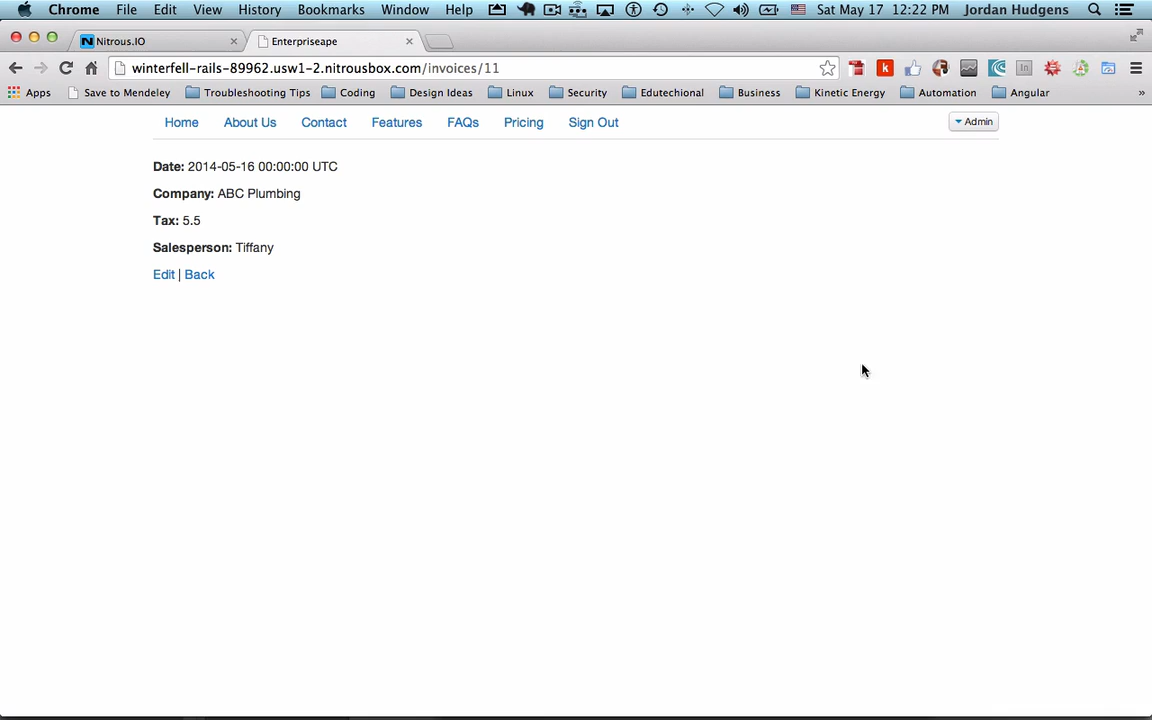 Chrome File Edit View History Bookmarks Window Help Sat May 17 12:22 PM Jordan Hudgens
Nitrous.IO Enterpriseape
winterfell-rails-89962.usw1-2.nitrousbox.com/invoices/11
Apps Save to Mendeley Troubleshooting Tips Coding Design Ideas Linux Security Edutechional Business Kinetic Energy Automation Angular »
Home About Us Contact Features FAQs Pricing Sign Out Admin
Date: 2014-05-16 00:00:00 UTC
Company: ABC Plumbing
Tax: 5.5
Salesperson: Tiffany
Edit | Back